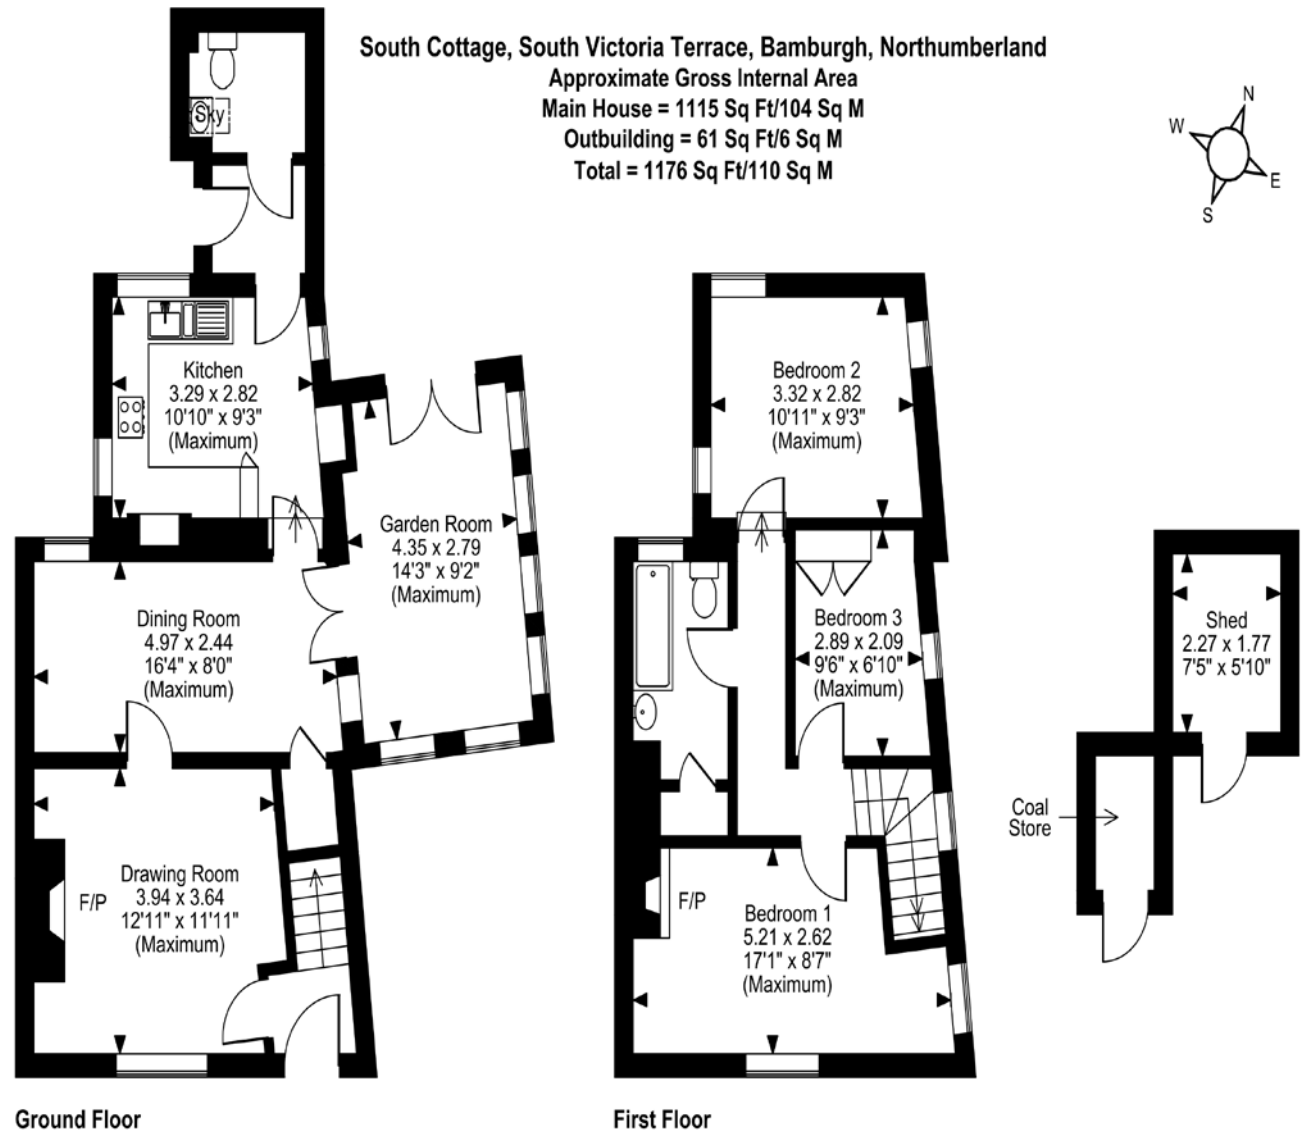 South Cottage, South Victoria Terrace, Bamburgh, Northumberland
Approximate Gross Internal Area
Main House = 1115 Sq Ft/104 Sq M
Outbuilding = 61 Sq Ft/6 Sq M
Total = 1176 Sq Ft/110 Sq M
N
W
E
S
Sky
Kitchen
3.29 x 2.82
10'10" x 9'3"
(Maximum)
Garden Room
4.35 x 2.79
14'3" x 9'2"
(Maximum)
Dining Room
4.97 x 2.44
16'4" x 8'0"
(Maximum)
Drawing Room
3.94 x 3.64
12'11" x 11'11"
(Maximum)
F/P
Bedroom 2
3.32 x 2.82
10'11" x 9'3"
(Maximum)
Bedroom 3
2.89 x 2.09
9'6" x 6'10"
(Maximum)
F/P
Bedroom 1
5.21 x 2.62
17'1" x 8'7"
(Maximum)
Shed
2.27 x 1.77
7'5" x 5'10"
Coal
Store
Ground Floor
First Floor